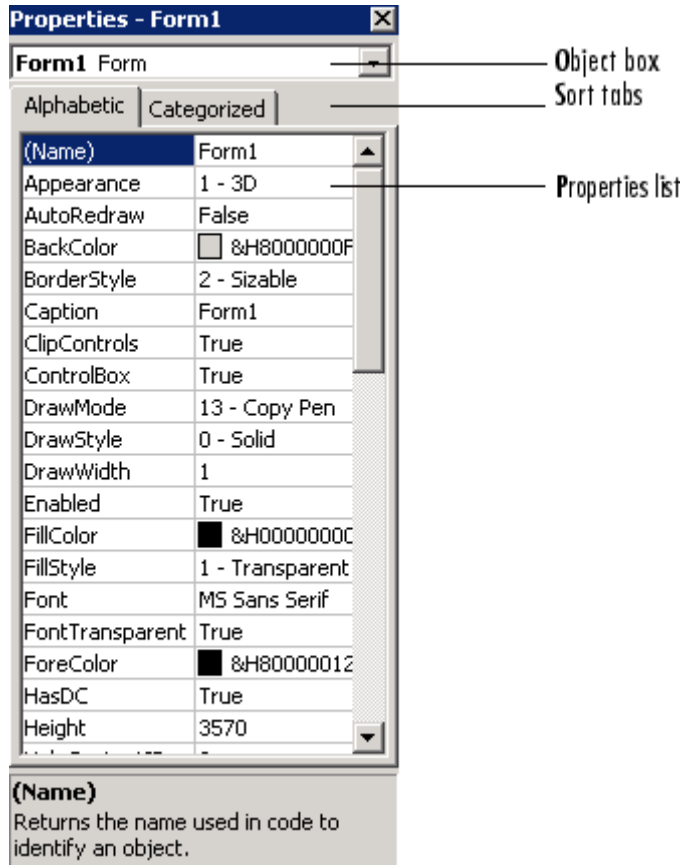 Properties - Form1
Form1 Form
Object box
Alphabetic Categorized
Sort tabs
(Name) Form1
Appearance 1 - 3D
Properties list
AutoRedraw False
BackColor &H8000000F
BorderStyle 2 - Sizable
Caption Form1
ClipControls True
ControlBox True
DrawMode 13 - Copy Pen
DrawStyle 0 - Solid
DrawWidth 1
Enabled True
FillColor &H00000000
FillStyle 1 - Transparent
Font MS Sans Serif
FontTransparent True
ForeColor &H80000012
HasDC True
Height 3570
(Name)
Returns the name used in code to
identify an object.